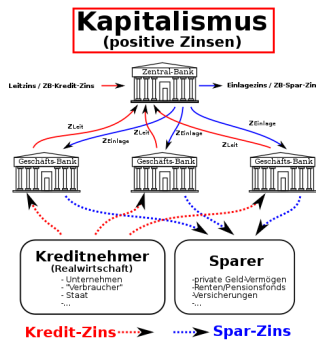 Kapitalismus
(positive Zinsen)
Leitzins / ZB-Kredit-Zins
Zentral-Bank
Einlagezins / ZB-Spar-Zin
zLeit
zEinlage
zLeit
zEinlage
zEinlage
zLeit
Geschäfts-Bank
Geschäfts-Bank
Geschäfts-Bank
Kreditnehmer
(Realwirtschaft)
- Unternehmen
- "Verbraucher"
- Staat
-...
Sparer
-private Geld-Vermögen
-Renten/Pensionsfonds
-Versicherungen
-...
Kredit-Zins
Spar-Zins